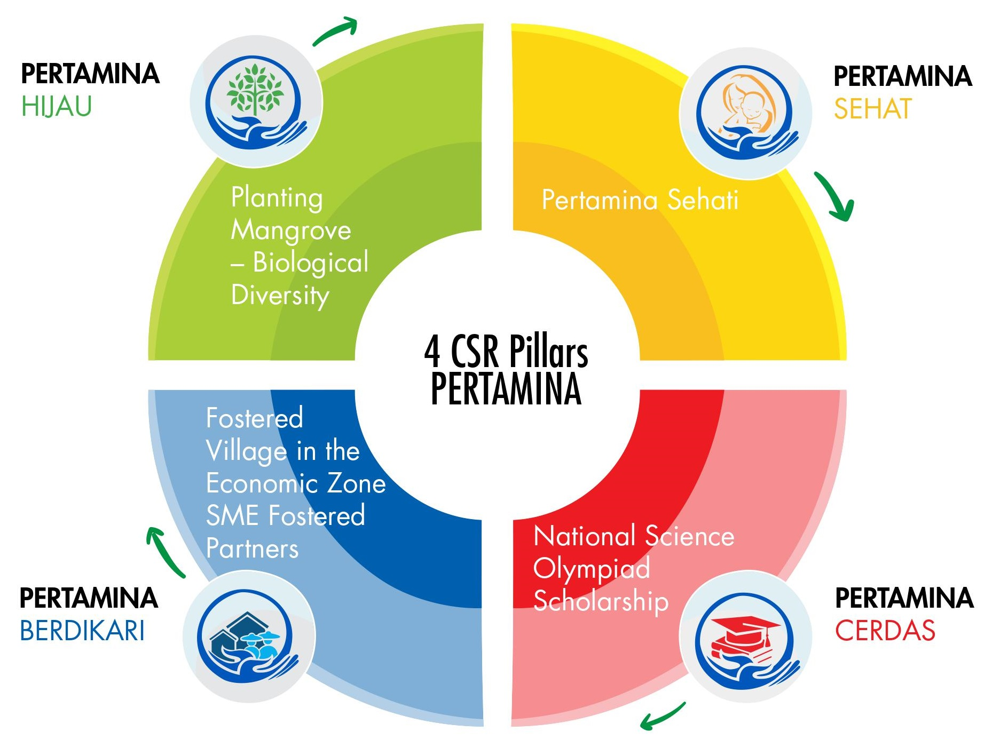 PERTAMINA
HIJAU
Planting
Mangrove
– Biological
Diversity
PERTAMINA
SEHAT
Pertamina Sehati
4 CSR Pillars
PERTAMINA
Fostered
Village in the
Economic Zone
SME Fostered
Partners
PERTAMINA
BERDIKARI
National Science
Olympiad
Scholarship
PERTAMINA
CERDAS